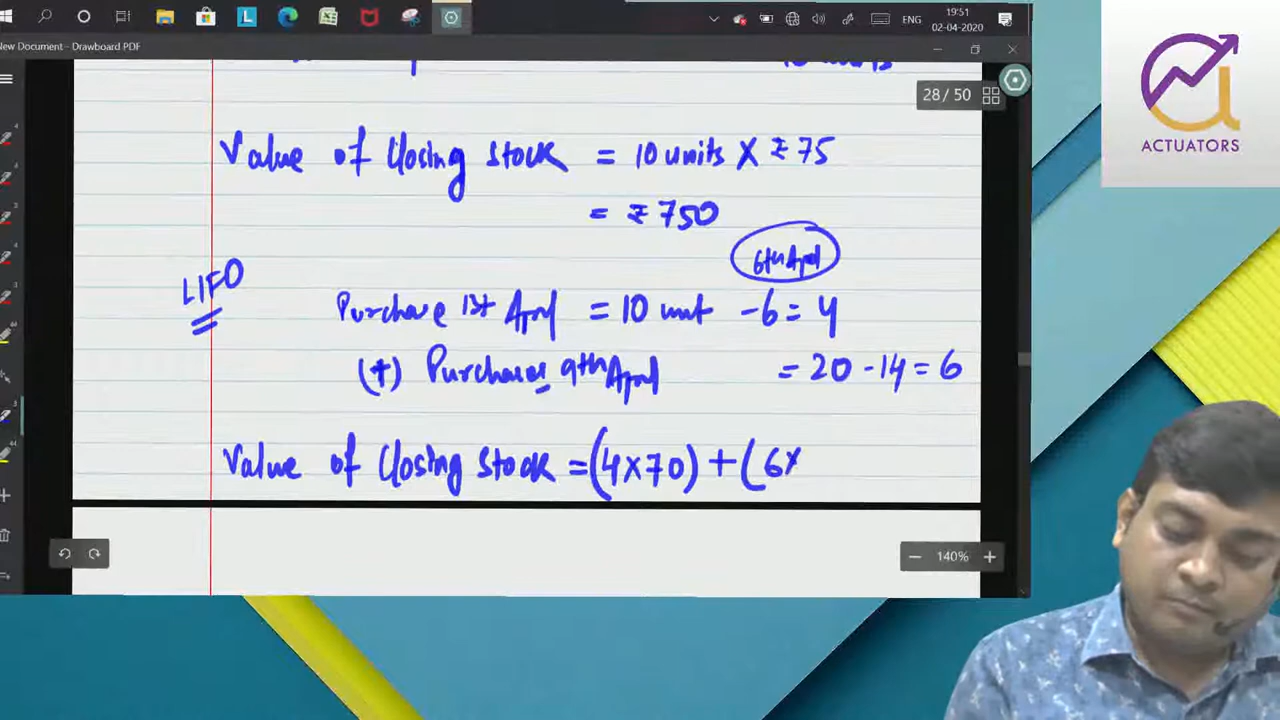 19:51
ENG
02-04-2020
New Document - Drawboard PDF
28 / 50
ACTUATORS
Value of Closing Stock = 10 units X ₹ 75
= ₹ 750
6th April
LIFO
Purchase 1st April = 10 unit - 6 = 4
(+) Purchases 9th April = 20 - 14 = 6
Value of Closing Stock = (4 x 70) + (6 x
140%